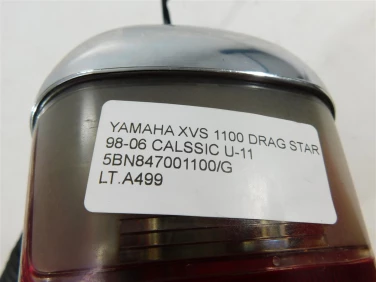 YAMAHA XVS 1100 DRAG STAR
98-06 CALSSIC U-11
5BN847001100/G
LT.A499